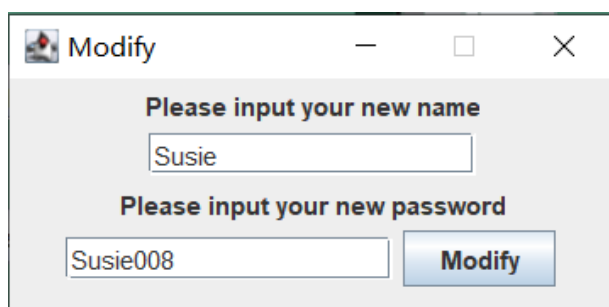 Modify
Please input your new name
Susie
Please input your new password
Susie008 Modify